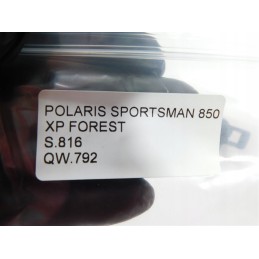 POLARIS SPORTSMAN 850
XP FOREST
S.816
QW.792